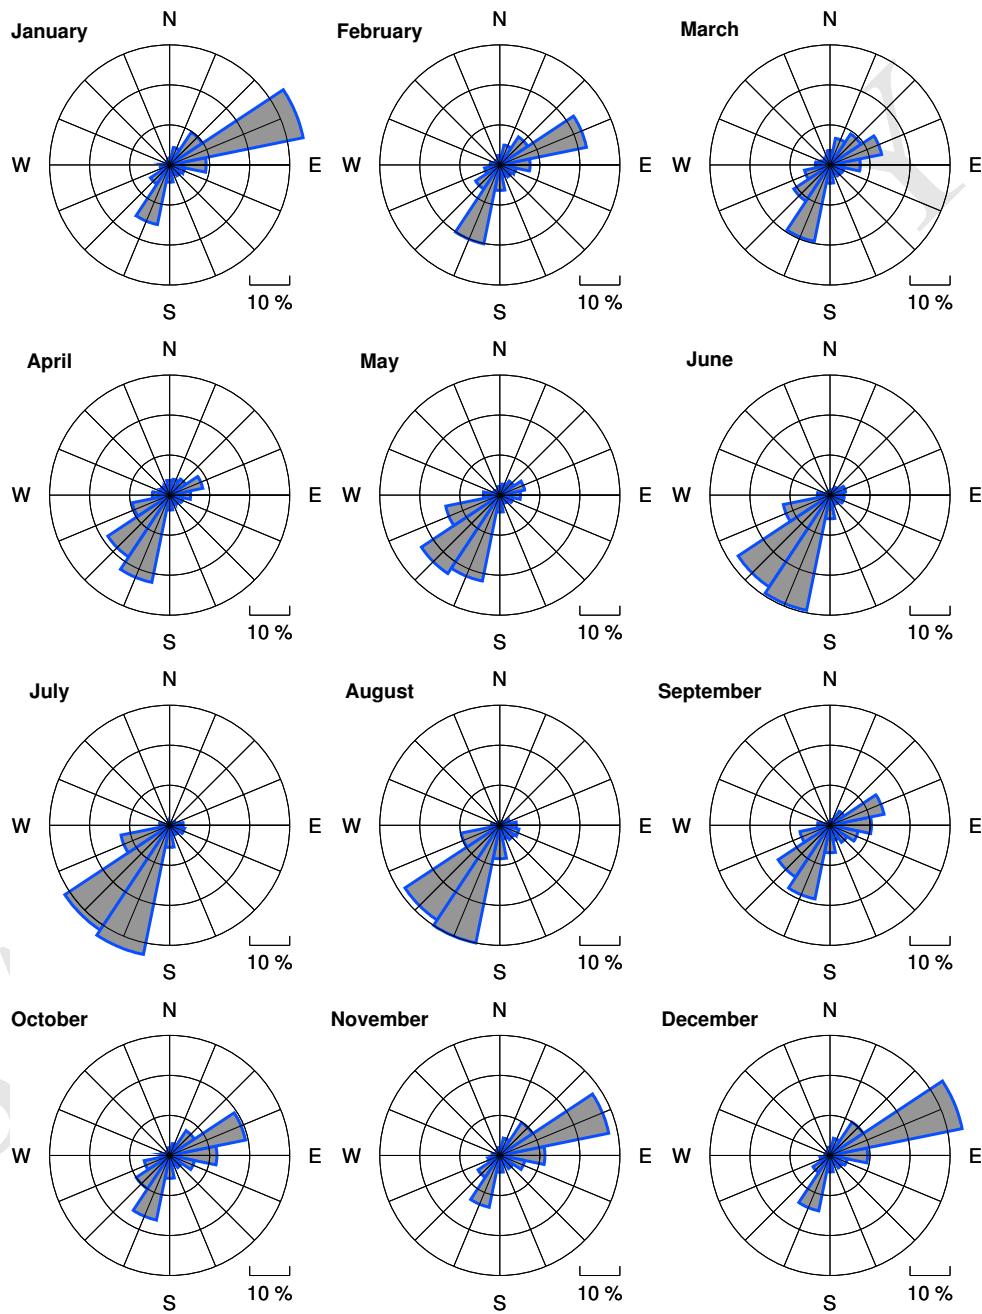 January
N
W
E
S
10 %
February
N
W
E
S
10 %
March
N
W
E
S
10 %
April
N
W
E
S
10 %
May
N
W
E
S
10 %
June
N
W
E
S
10 %
July
N
W
E
S
10 %
August
N
W
E
S
10 %
September
N
W
E
S
10 %
October
N
W
E
S
10 %
November
N
W
E
S
10 %
December
N
W
E
S
10 %